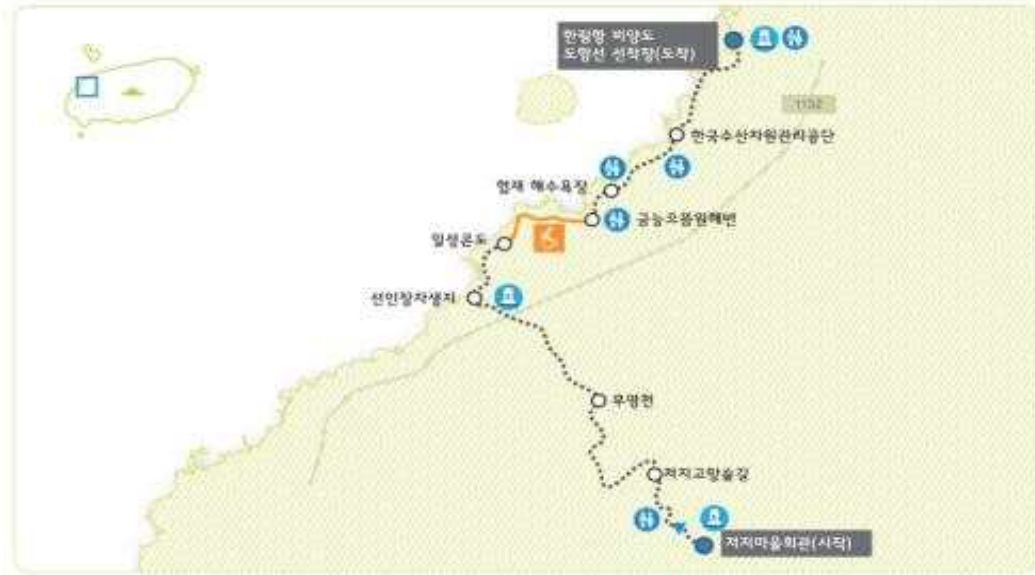 한림항 비양도
도항선 선착장(도착)
1132
한국수산자원관리공단
협재 해수욕장
금능으뜸원해변
일성콘도
선인장자생지
무명천
저지고망숲길
저지마을회관(시작)